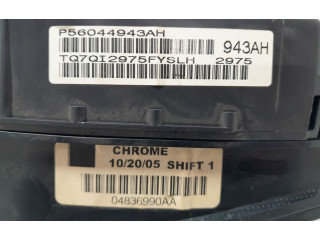 P56044943AH
943AH
TQ7QI2975FYSLH 2975
CHROME
10/20/05 SHIFT 1
04836990AA